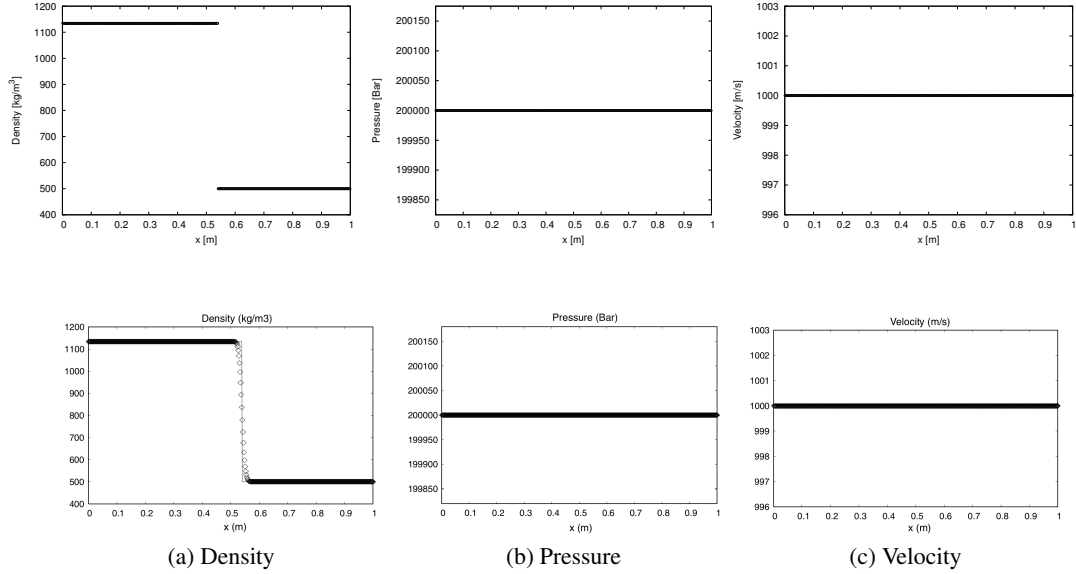 1200
1100
1000
900
800
700
600
500
400
Density [kg/m³]
0 0.1 0.2 0.3 0.4 0.5 0.6 0.7 0.8 0.9 1
x [m]
200150
200100
200050
200000
199950
199900
199850
Pressure [Bar]
0 0.1 0.2 0.3 0.4 0.5 0.6 0.7 0.8 0.9 1
x [m]
1003
1002
1001
1000
999
998
997
996
Velocity [m/s]
0 0.1 0.2 0.3 0.4 0.5 0.6 0.7 0.8 0.9 1
x [m]
Density (kg/m3)
1200
1100
1000
900
800
700
600
500
400
0 0.1 0.2 0.3 0.4 0.5 0.6 0.7 0.8 0.9 1
x (m)
(a) Density
Pressure (Bar)
200150
200100
200050
200000
199950
199900
199850
0 0.1 0.2 0.3 0.4 0.5 0.6 0.7 0.8 0.9 1
x (m)
(b) Pressure
Velocity (m/s)
1003
1002
1001
1000
999
998
997
996
0 0.1 0.2 0.3 0.4 0.5 0.6 0.7 0.8 0.9 1
x (m)
(c) Velocity